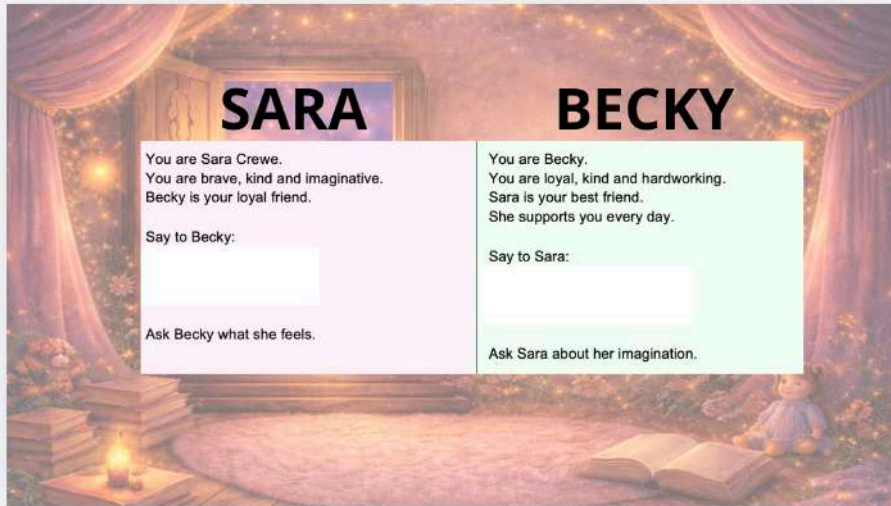 SARA
You are Sara Crewe.
You are brave, kind and imaginative.
Becky is your loyal friend.
Say to Becky:
Ask Becky what she feels.
BECKY
You are Becky.
You are loyal, kind and hardworking.
Sara is your best friend.
She supports you every day.
Say to Sara:
Ask Sara about her imagination.